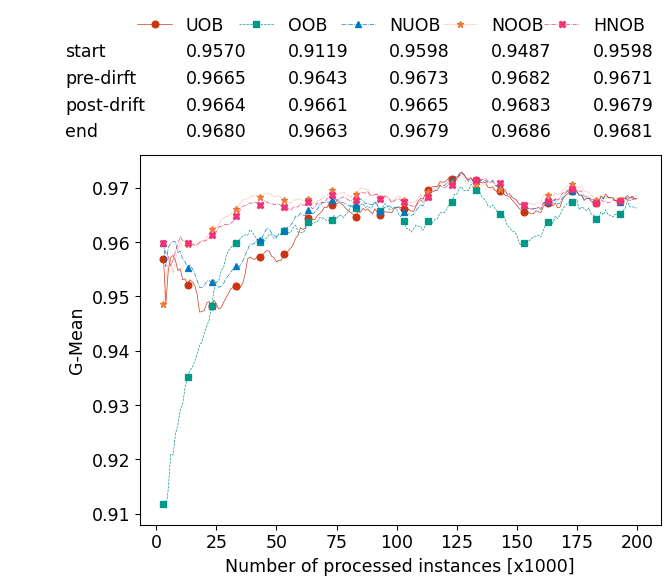 UOB OOB NUOB NOOB HNOB
start 0.9570 0.9119 0.9598 0.9487 0.9598
pre-dirft 0.9665 0.9643 0.9673 0.9682 0.9671
post-drift 0.9664 0.9661 0.9665 0.9683 0.9679
end 0.9680 0.9663 0.9679 0.9686 0.9681
0.97
0.96
0.95
0.94
0.93
0.92
0.91
G-Mean
0 25 50 75 100 125 150 175 200
Number of processed instances [x1000]